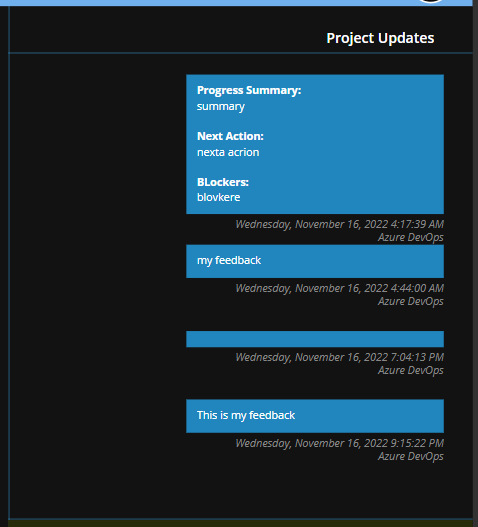 Project Updates
Progress Summary:
summary
Next Action:
nexta acrion
BLockers:
blovkere
Wednesday, November 16, 2022 4:17:39 AM
Azure DevOps
my feedback
Wednesday, November 16, 2022 4:44:00 AM
Azure DevOps
Wednesday, November 16, 2022 7:04:13 PM
Azure DevOps
This is my feedback
Wednesday, November 16, 2022 9:15:22 PM
Azure DevOps